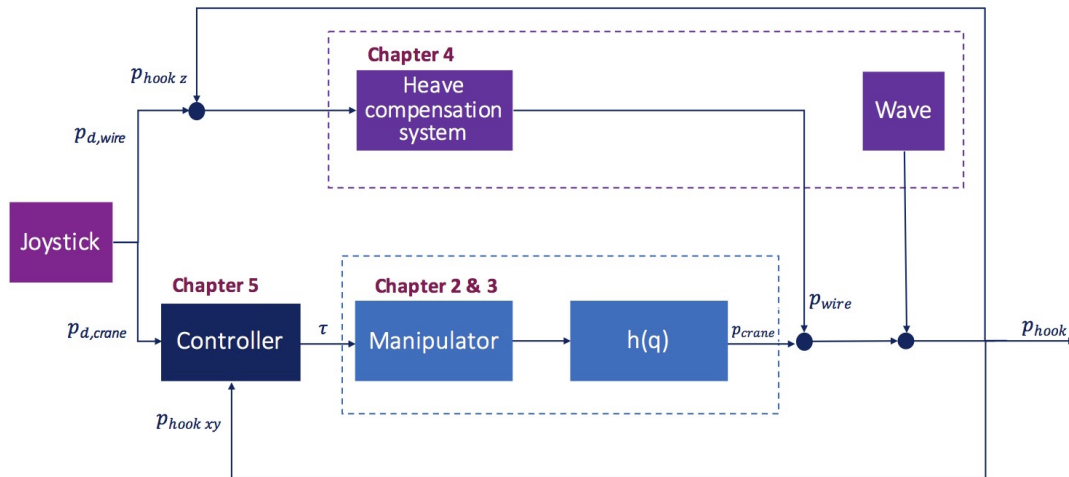 Chapter 4
p_hook z
Heave
compensation
system
Wave
p_d,wire
Joystick
Chapter 5
Chapter 2 & 3
p_d,crane
Controller
τ
Manipulator
h(q)
p_crane
p_wire
p_hook
p_hook xy